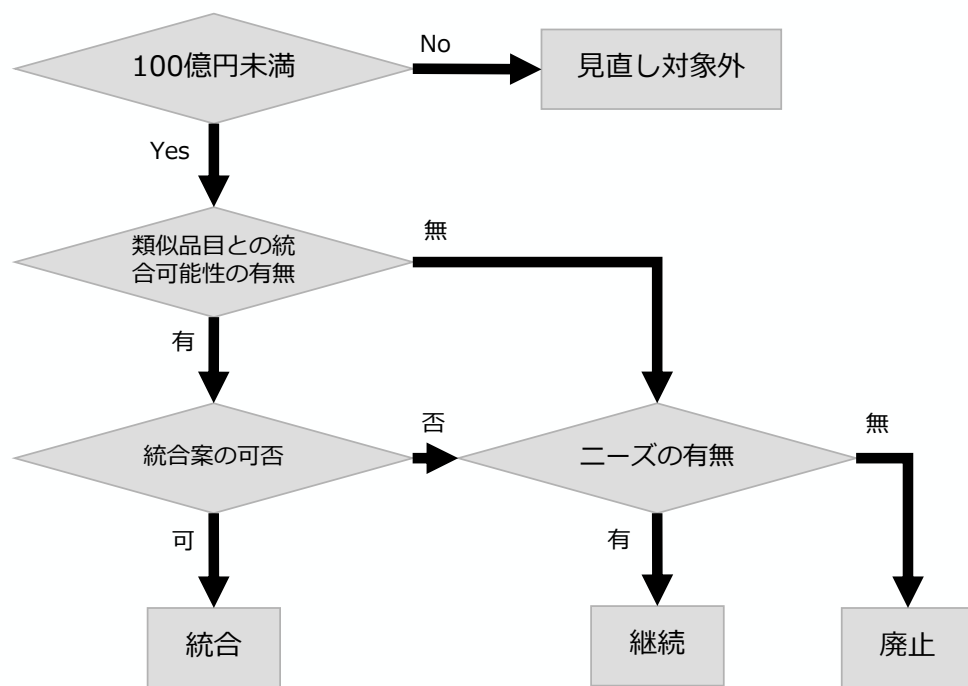 100億円未満
No
見直し対象外
Yes
類似品目との統
合可能性の有無
無
有
統合案の可否
否
ニーズの有無
無
可
有
統合
継続
廃止